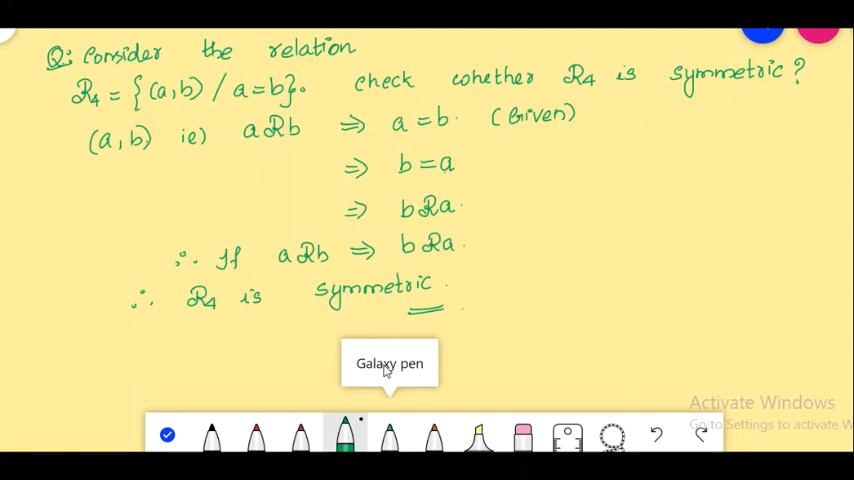 Q: Consider the relation
R4 = {(a,b) / a=b}. check whether R4 is symmetric?
(a,b) ie) aRb ⇒ a = b. (Given)
⇒ b = a
⇒ bRa.
∴ If aRb ⇒ bRa.
∴ R4 is symmetric.
Galaxy pen
Activate Windows
Go to Settings to activate W